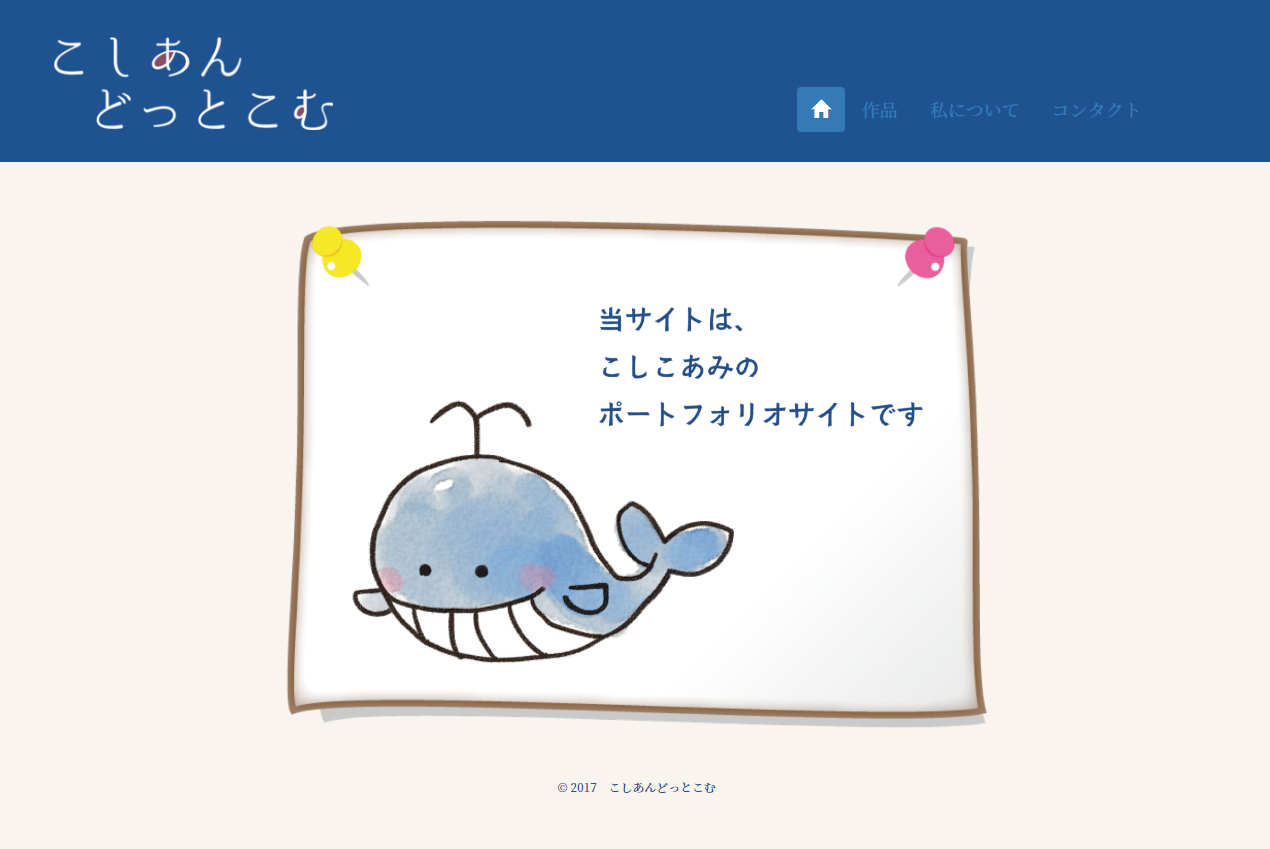 こしあん
どっとこむ
作品 私について コンタクト
当サイトは、
こしこあみの
ポートフォリオサイトです
© 2017　こしあんどっとこむ